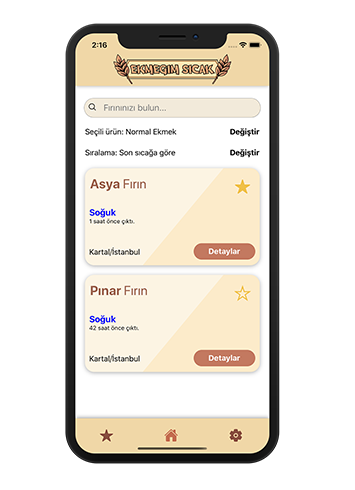 2:16
EKMEĞİM SICAK
Fırınınızı bulun...
Seçili ürün: Normal Ekmek Değiştir
Sıralama: Son sıcağa göre Değiştir
Asya Fırın
Soğuk
1 saat önce çıktı.
Kartal/İstanbul Detaylar
Pınar Fırın
Soğuk
42 saat önce çıktı.
Kartal/İstanbul Detaylar